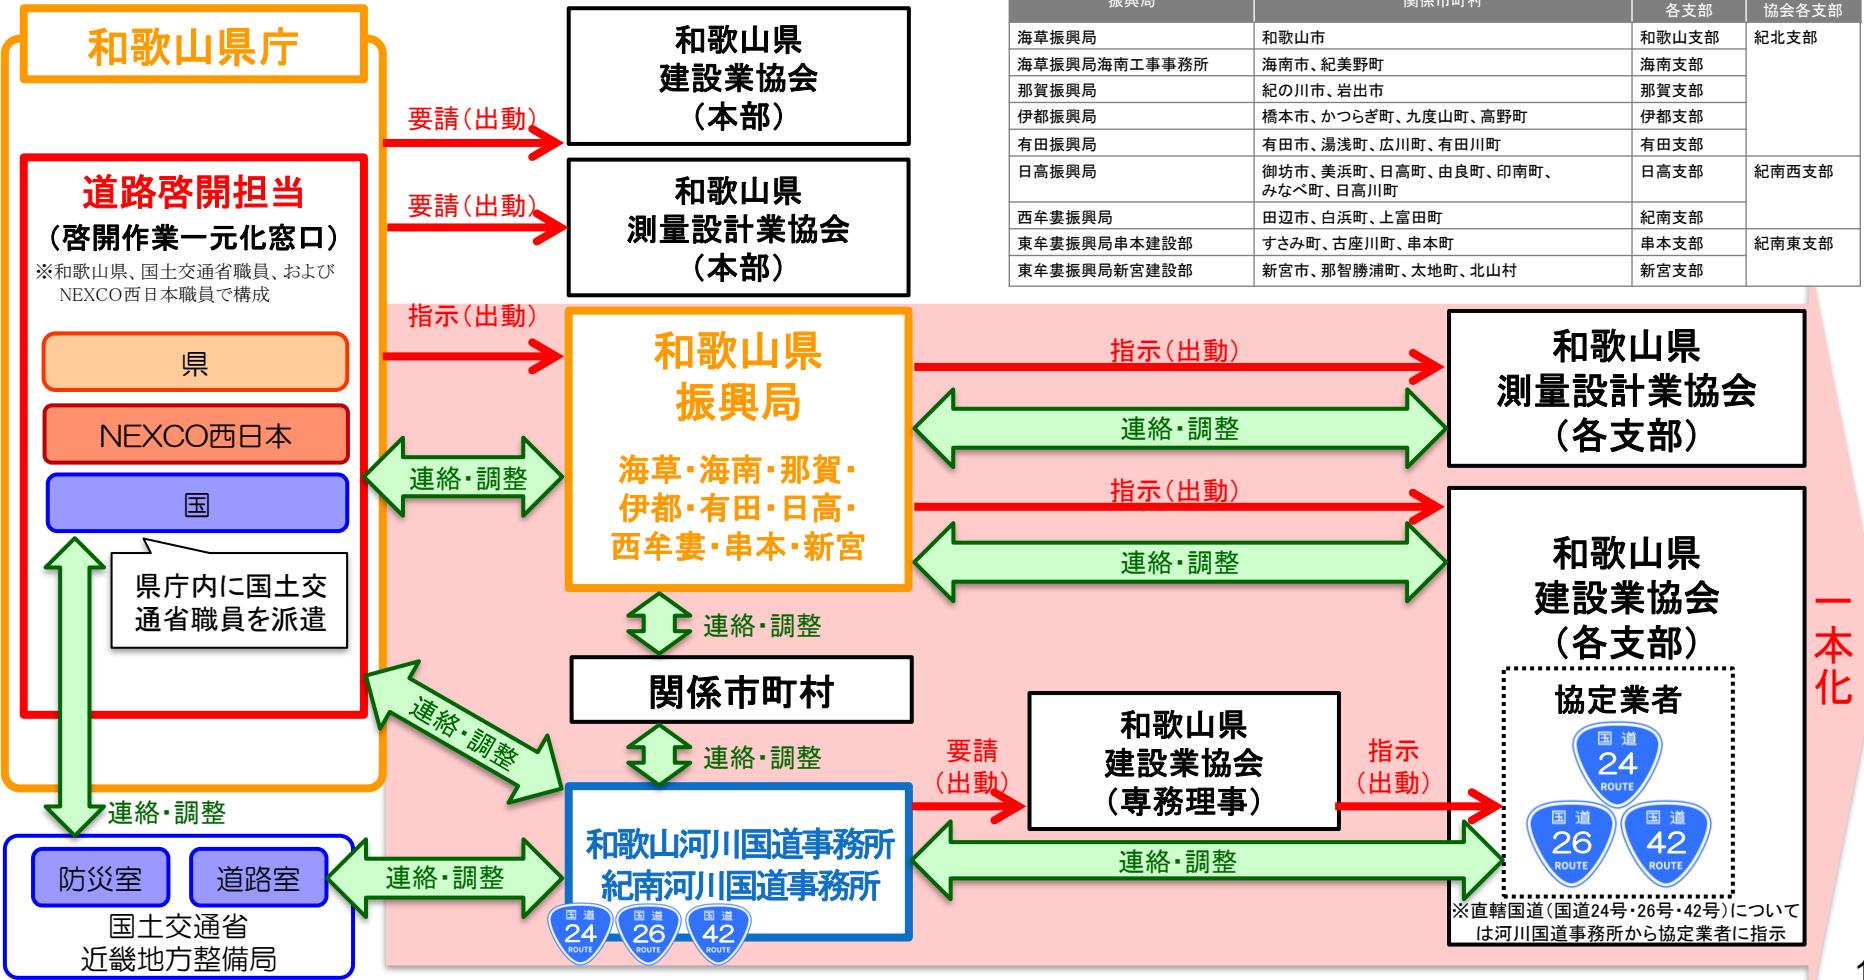 和歌山県庁
道路啓開担当
(啓開作業一元化窓口)
※和歌山県、国土交通省職員、および
NEXCO西日本職員で構成
県
NEXCO西日本
国
県庁内に国土交
通省職員を派遣
連絡・調整
防災室
道路室
国土交通省
近畿地方整備局
要請(出動)
要請(出動)
指示(出動)
連絡・調整
連絡・調整
連絡・調整
和歌山県
建設業協会
(本部)
和歌山県
測量設計業協会
(本部)
和歌山県
振興局
海草・海南・那賀・
伊都・有田・日高・
西牟婁・串本・新宮
連絡・調整
関係市町村
連絡・調整
和歌山河川国道事務所
紀南河川国道事務所
国道 24 ROUTE
国道 26 ROUTE
国道 42 ROUTE
振興局 関係市町村 各支部 協会各支部
海草振興局 和歌山市 和歌山支部 紀北支部
海草振興局海南工事事務所 海南市、紀美野町 海南支部
那賀振興局 紀の川市、岩出市 那賀支部
伊都振興局 橋本市、かつらぎ町、九度山町、高野町 伊都支部
有田振興局 有田市、湯浅町、広川町、有田川町 有田支部
日高振興局 御坊市、美浜町、日高町、由良町、印南町、 日高支部 紀南西支部
みなべ町、日高川町
西牟婁振興局 田辺市、白浜町、上富田町 紀南支部
東牟婁振興局串本建設部 すさみ町、古座川町、串本町 串本支部 紀南東支部
東牟婁振興局新宮建設部 新宮市、那智勝浦町、太地町、北山村 新宮支部
指示(出動)
連絡・調整
指示(出動)
連絡・調整
要請
(出動)
和歌山県
建設業協会
(専務理事)
指示
(出動)
連絡・調整
和歌山県
測量設計業協会
(各支部)
和歌山県
建設業協会
(各支部)
協定業者
国道 24 ROUTE
国道 26 ROUTE
国道 42 ROUTE
※直轄国道(国道24号・26号・42号)について
は河川国道事務所から協定業者に指示
一本化